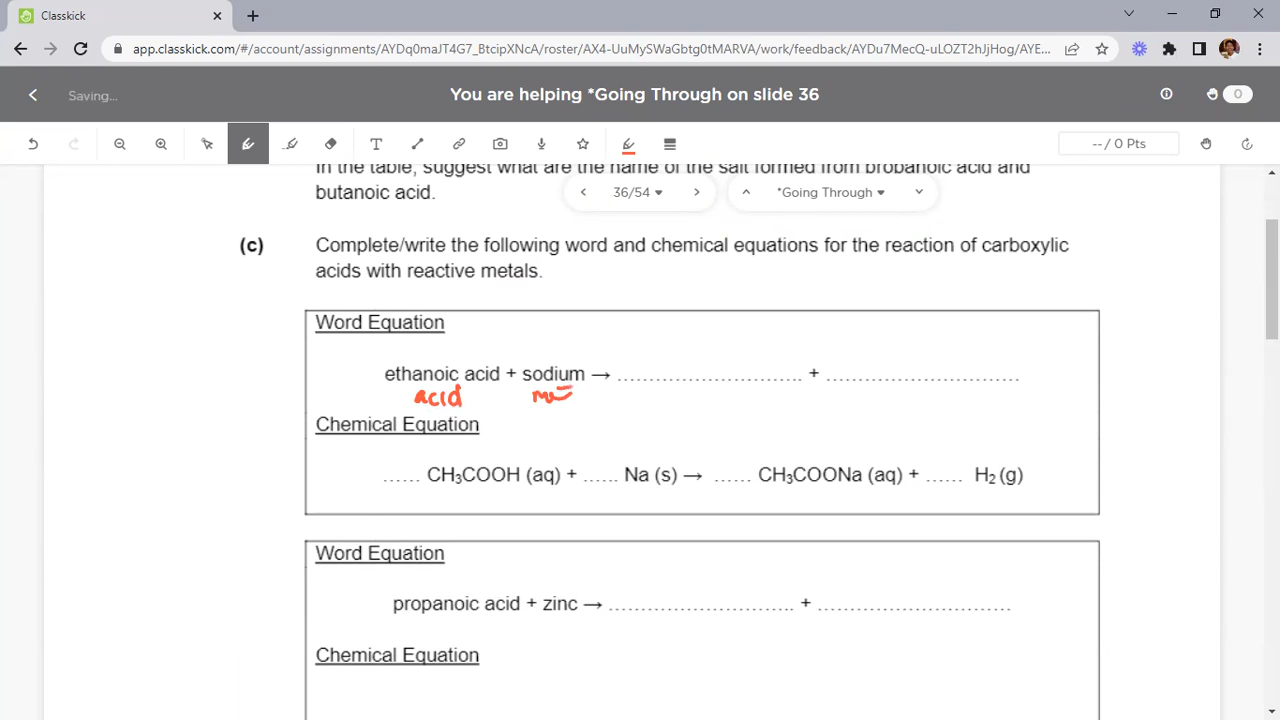 Classkick
app.classkick.com/#/account/assignments/AYDq0maJT4G7_BtcipXNcA/roster/AX4-UuMySWaGbtg0tMARVA/work/feedback/AYDu7MecQ-uLOZT2hJjHog/AYE...
Saving...
You are helping *Going Through on slide 36
0
T
-- / 0 Pts
In the table, suggest what are the name of the salt formed from propanoic acid and
butanoic acid.
36/54
*Going Through
(c) Complete/write the following word and chemical equations for the reaction of carboxylic
acids with reactive metals.
Word Equation
ethanoic acid + sodium → ............................ + ................................
acid
Chemical Equation
...... CH₃COOH (aq) + ...... Na (s) → ...... CH₃COONa (aq) + ...... H₂ (g)
Word Equation
propanoic acid + zinc → ............................ + ................................
Chemical Equation